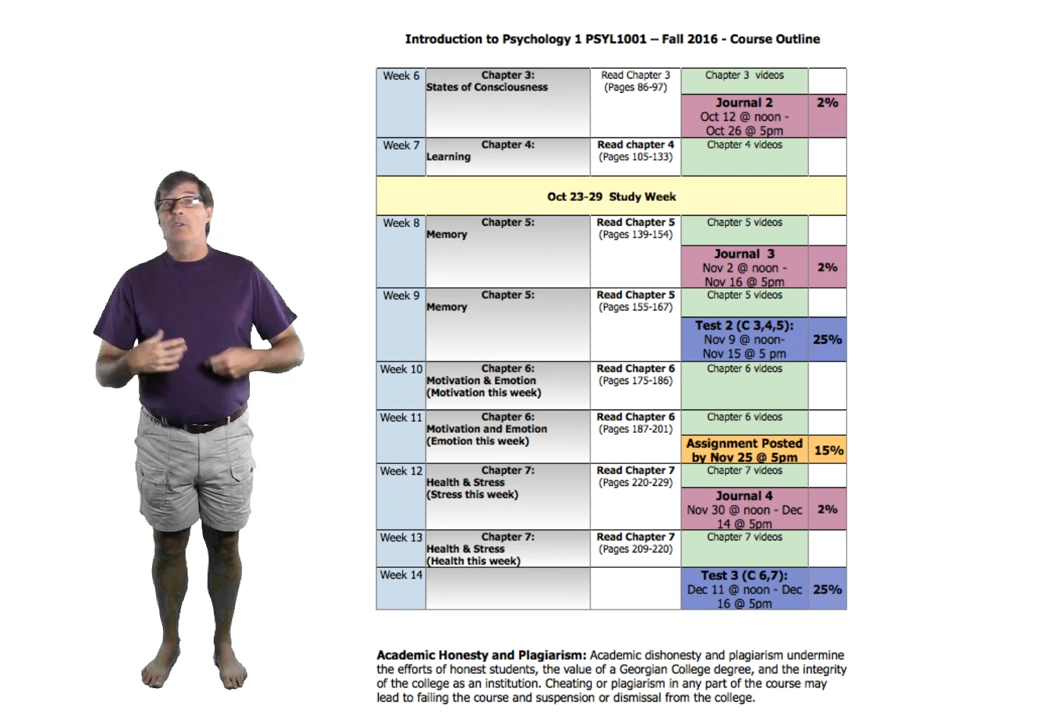 Introduction to Psychology 1 PSYL1001 – Fall 2016 - Course Outline
Week 6
Chapter 3:
States of Consciousness
Read Chapter 3
(Pages 86-97)
Chapter 3 videos
Journal 2
Oct 12 @ noon -
Oct 26 @ 5pm
2%
Week 7
Chapter 4:
Learning
Read chapter 4
(Pages 105-133)
Chapter 4 videos
Oct 23-29 Study Week
Week 8
Chapter 5:
Memory
Read Chapter 5
(Pages 139-154)
Chapter 5 videos
Journal 3
Nov 2 @ noon -
Nov 16 @ 5pm
2%
Week 9
Chapter 5:
Memory
Read Chapter 5
(Pages 155-167)
Chapter 5 videos
Test 2 (C 3,4,5):
Nov 9 @ noon-
Nov 15 @ 5 pm
25%
Week 10
Chapter 6:
Motivation & Emotion
(Motivation this week)
Read Chapter 6
(Pages 175-186)
Chapter 6 videos
Week 11
Chapter 6:
Motivation and Emotion
(Emotion this week)
Read Chapter 6
(Pages 187-201)
Chapter 6 videos
Assignment Posted
by Nov 25 @ 5pm
15%
Week 12
Chapter 7:
Health & Stress
(Stress this week)
Read Chapter 7
(Pages 220-229)
Chapter 7 videos
Journal 4
Nov 30 @ noon - Dec
14 @ 5pm
2%
Week 13
Chapter 7:
Health & Stress
(Health this week)
Read Chapter 7
(Pages 209-220)
Chapter 7 videos
Week 14
Test 3 (C 6,7):
Dec 11 @ noon - Dec
16 @ 5pm
25%
Academic Honesty and Plagiarism: Academic dishonesty and plagiarism undermine
the efforts of honest students, the value of a Georgian College degree, and the integrity
of the college as an institution. Cheating or plagiarism in any part of the course may
lead to failing the course and suspension or dismissal from the college.